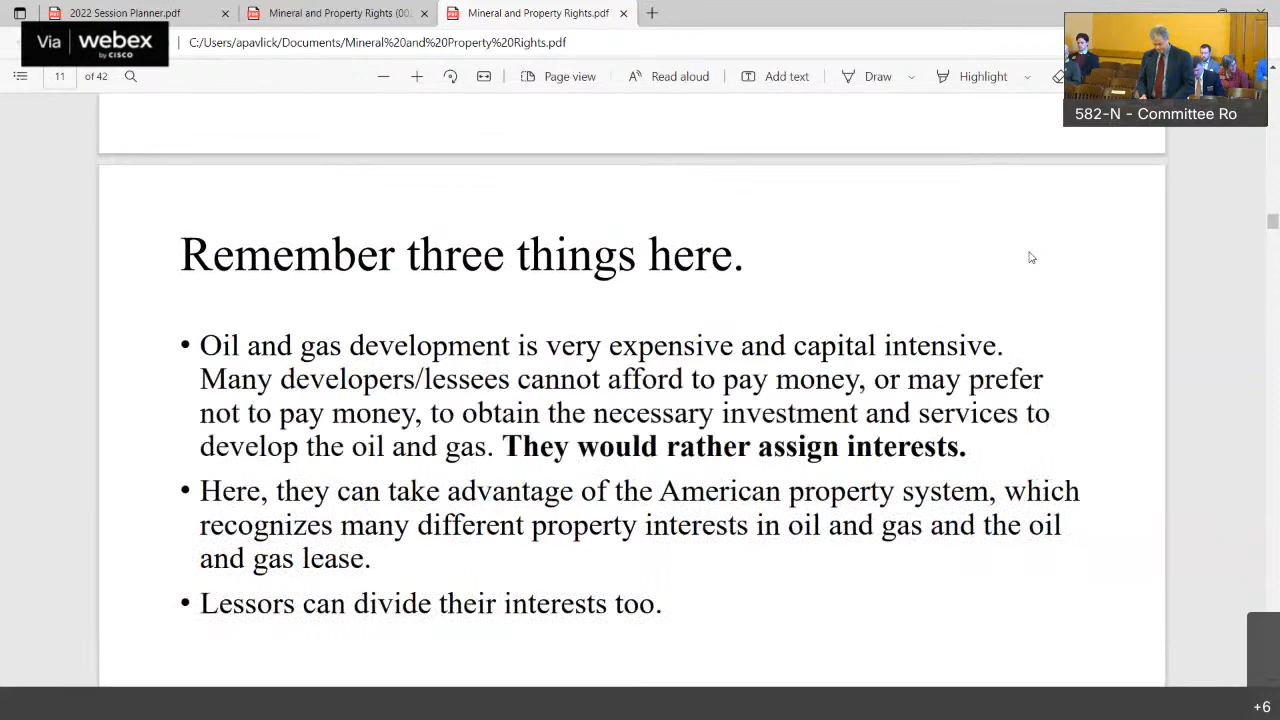 2022 Session Planner.pdf
Mineral and Property Rights (00.
Mineral and Property Rights.pdf
Via webex
by CISCO
C:/Users/apavlick/Documents/Mineral%20and%20Property%20Rights.pdf
11 of 42
Page view
Read aloud
Add text
Draw
Highlight
582-N - Committee Ro
Remember three things here.
• Oil and gas development is very expensive and capital intensive.
Many developers/lessees cannot afford to pay money, or may prefer
not to pay money, to obtain the necessary investment and services to
develop the oil and gas. They would rather assign interests.
• Here, they can take advantage of the American property system, which
recognizes many different property interests in oil and gas and the oil
and gas lease.
• Lessors can divide their interests too.
+6